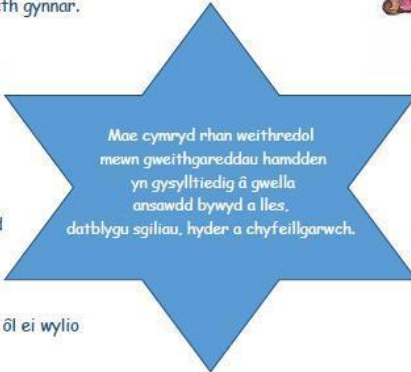 th gynnar.
Mae cymryd rhan weithredol
mewn gweithgareddau hamdden
yn gysylltiedig â gwella
ansawdd bywyd a lles,
datblygu sgiliau, hyder a chyfeillgarwch.
ôl ei wylio